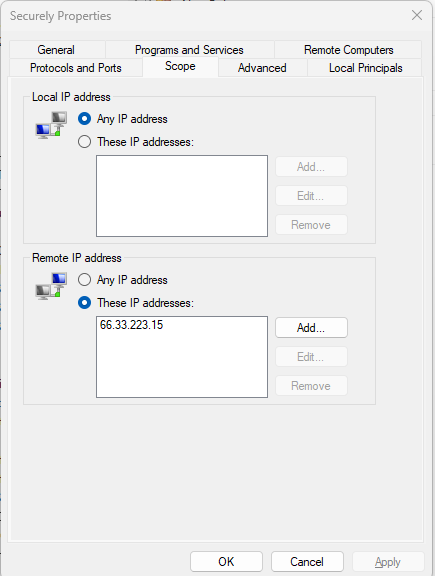 Securely Properties
General
Programs and Services
Remote Computers
Protocols and Ports
Scope
Advanced
Local Principals
Local IP address
Any IP address
These IP addresses:
Add...
Edit...
Remove
Remote IP address
Any IP address
These IP addresses:
66.33.223.15
Add...
Edit...
Remove
OK
Cancel
Apply